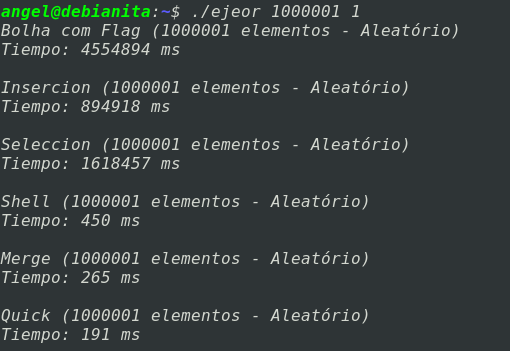 angel@debianita:~$ ./ejeor 1000001 1
Bolha com Flag (1000001 elementos - Aleatório)
Tiempo: 4554894 ms
Insercion (1000001 elementos - Aleatório)
Tiempo: 894918 ms
Seleccion (1000001 elementos - Aleatório)
Tiempo: 1618457 ms
Shell (1000001 elementos - Aleatório)
Tiempo: 450 ms
Merge (1000001 elementos - Aleatório)
Tiempo: 265 ms
Quick (1000001 elementos - Aleatório)
Tiempo: 191 ms